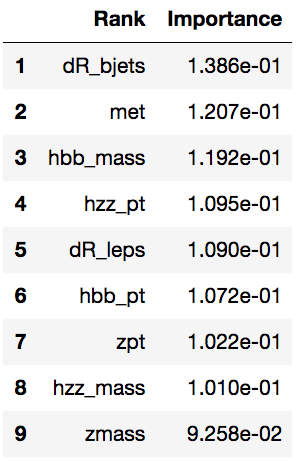 Rank Importance
1 dR_bjets 1.386e-01
2 met 1.207e-01
3 hbb_mass 1.192e-01
4 hzz_pt 1.095e-01
5 dR_leps 1.090e-01
6 hbb_pt 1.072e-01
7 zpt 1.022e-01
8 hzz_mass 1.010e-01
9 zmass 9.258e-02